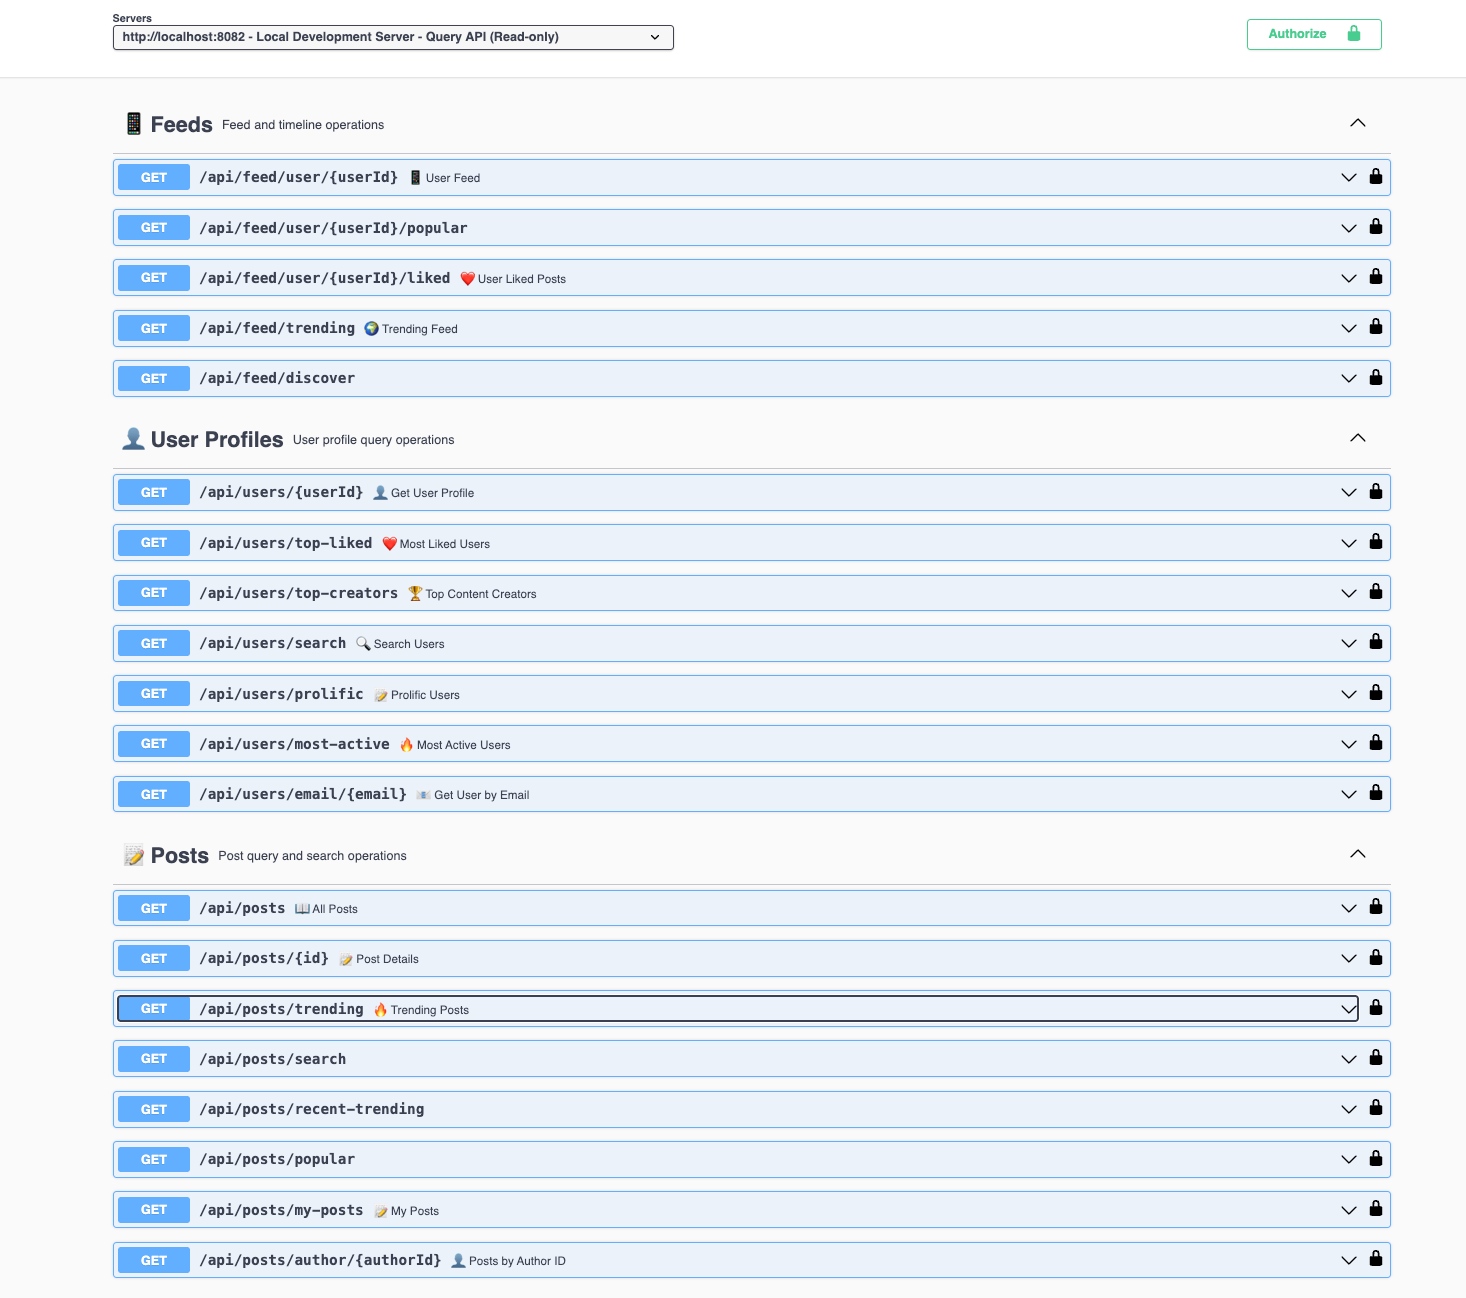 Servers
http://localhost:8082 - Local Development Server - Query API (Read-only)
Authorize
Feeds Feed and timeline operations
GET /api/feed/user/{userId} User Feed
GET /api/feed/user/{userId}/popular
GET /api/feed/user/{userId}/liked User Liked Posts
GET /api/feed/trending Trending Feed
GET /api/feed/discover
User Profiles User profile query operations
GET /api/users/{userId} Get User Profile
GET /api/users/top-liked Most Liked Users
GET /api/users/top-creators Top Content Creators
GET /api/users/search Search Users
GET /api/users/prolific Prolific Users
GET /api/users/most-active Most Active Users
GET /api/users/email/{email} Get User by Email
Posts Post query and search operations
GET /api/posts All Posts
GET /api/posts/{id} Post Details
GET /api/posts/trending Trending Posts
GET /api/posts/search
GET /api/posts/recent-trending
GET /api/posts/popular
GET /api/posts/my-posts My Posts
GET /api/posts/author/{authorId} Posts by Author ID